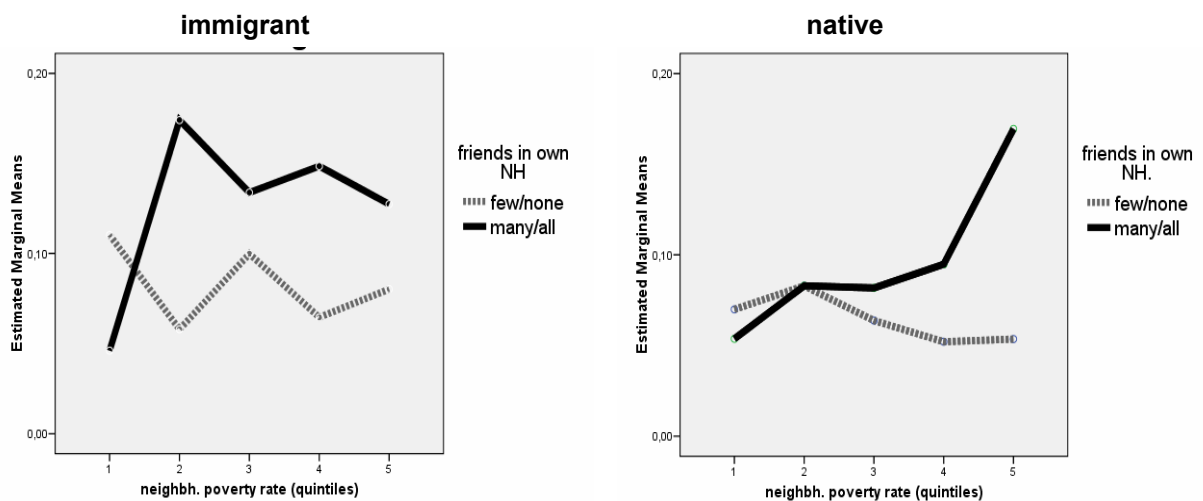 immigrant
0,20
0,10
0,00
Estimated Marginal Means
1 2 3 4 5
neighbh. poverty rate (quintiles)
friends in own
NH
few/none
many/all
native
0,20
0,10
0,00
Estimated Marginal Means
1 2 3 4 5
neighbh. poverty rate (quintiles)
friends in own
NH.
few/none
many/all